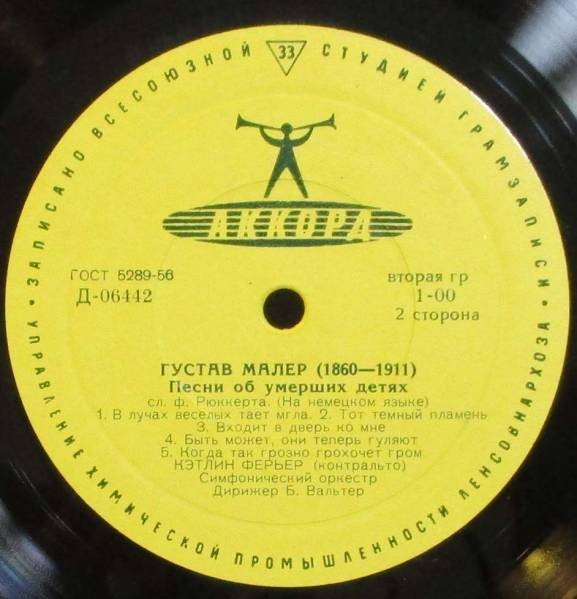 ЗАПИСАНО ВСЕСОЮЗНОЙ 33 СТУДИЕЙ ГРАМЗАПИСИ
АККОРД
ГОСТ 5289-56
Д-06442
вторая гр
1-00
2 сторона
ГУСТАВ МАЛЕР (1860—1911)
Песни об умерших детях
сл. ф. Рюккерта. (На немецком языке)
1. В лучах веселых тает мгла. 2. Тот темный пламень
3. Входит в дверь ко мне
4. Быть может, они теперь гуляют
5. Когда так грозно грохочет гром
КЭТЛИН ФЕРЬЕР (контральто)
Симфонический оркестр
Дирижер Б. Вальтер
• УПРАВЛЕНИЕ ХИМИЧЕСКОЙ ПРОМЫШЛЕННОСТИ ЛЕНСОВНАРХОЗА •